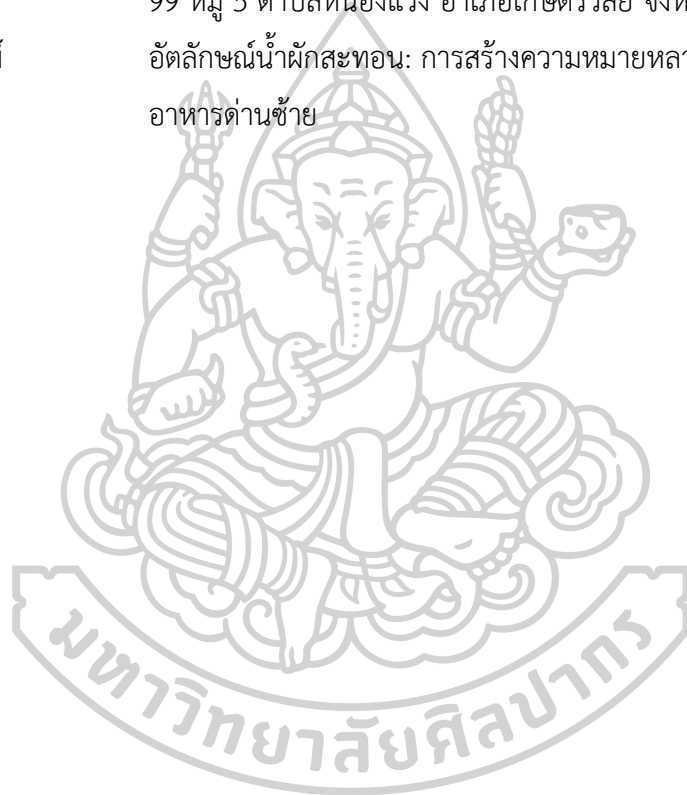 99 หมู่ 5 ตำบลหนองแวง อำเภอเกษตรวิสัย
อัตลักษณ์น้ำผักสะทอน: การสร้างความหมายหลา
อาหารด่านซ้าย
มหาวิทยาลัยศิลปากร